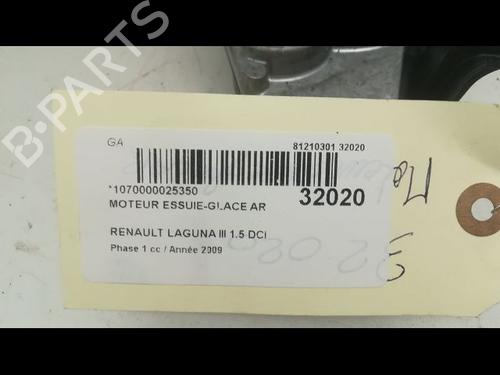 B-PARTS
GA
81210301 32020
*1070000025350
32020
MOTEUR ESSUIE-GLACE AR
RENAULT LAGUNA III 1.5 DCI
Phase 1 cc / Année 2009